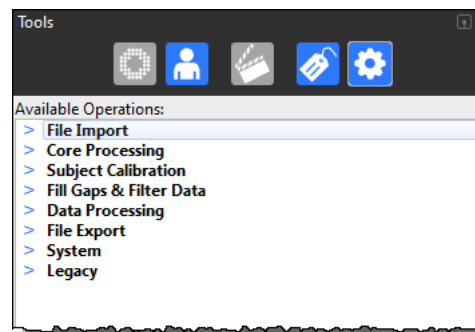 Tools
Available Operations:
> File Import
> Core Processing
> Subject Calibration
> Fill Gaps & Filter Data
> Data Processing
> File Export
> System
> Legacy